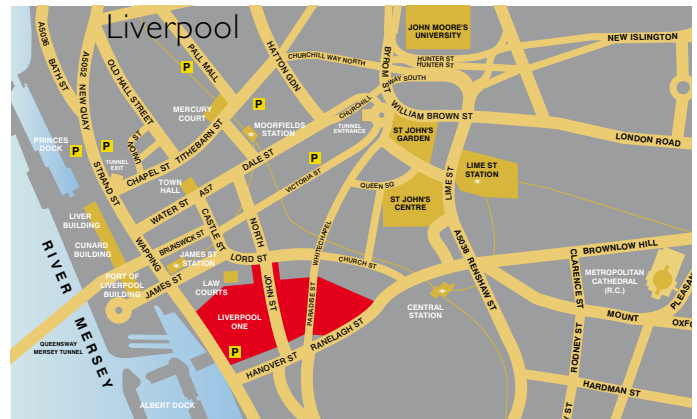 Liverpool
A5036
BATH ST
A5052
NEW QUAY
OLD HALL STREET
PALL MALL
HATTON GDN
BYROM ST
JOHN MOORE'S
UNIVERSITY
NEW ISLINGTON
CHURCHILL WAY NORTH
HUNTER ST
HUNTER ST
CHURCHILL
WAY SOUTH
P
P
MERCURY
COURT
MOORFIELDS
STATION
TUNNEL
ENTRANCE
WILLIAM BROWN ST
LONDON ROAD
ST JOHN'S
GARDEN
PRINCES
DOCK
P
P
UNION
ST
TITHEBARN ST
TUNNEL
EXIT
CHAPEL ST
DALE ST
P
VICTORIA ST
LIME ST
LIME ST
STATION
STRAND ST
TOWN
HALL
A57
WATER ST
QUEEN SQ
ST JOHN'S
CENTRE
LIVER
BUILDING
CASTLE ST
NORTH
JOHN ST
BRUNSWICK ST
WHITECHAPEL
CUNARD
BUILDING
WAPPING
JAMES ST
STATION
LORD ST
CHURCH ST
A5038
RENSHAW ST
BROWNLOW HILL
CLARENCE ST
METROPOLITAN
CATHEDRAL
(R.C.)
PLEASAN
RIVER MERSEY
PORT OF
LIVERPOOL
BUILDING
JAMES ST
LAW
COURTS
LIVERPOOL
ONE
PARADISE ST
CENTRAL
STATION
MOUNT
OXFO
QUEENSWAY
MERSEY TUNNEL
P
HANOVER ST
RANELAGH ST
RODNEY ST
HARDMAN ST
Y ST
ALBERT DOCK